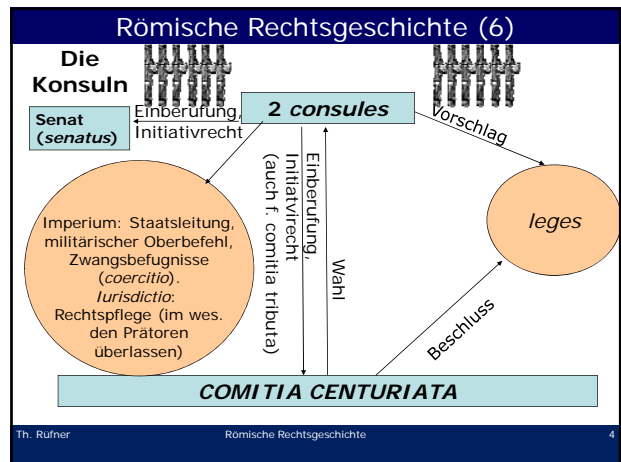 Römische Rechtsgeschichte (6)
Die
Konsuln
Senat
(senatus)
Einberufung,
Initiativrecht
2 consules
Vorschlag
leges
Imperium: Staatsleitung,
militärischer Oberbefehl,
Zwangsbefugnisse
(coercitio).
Iurisdictio:
Rechtspflege (im wes.
den Prätoren
überlassen)
Einberufung,
Initiatvirecht
(auch f. comitia tributa)
Wahl
Beschluss
COMITIA CENTURIATA
Th. Rüfner Römische Rechtsgeschichte 4